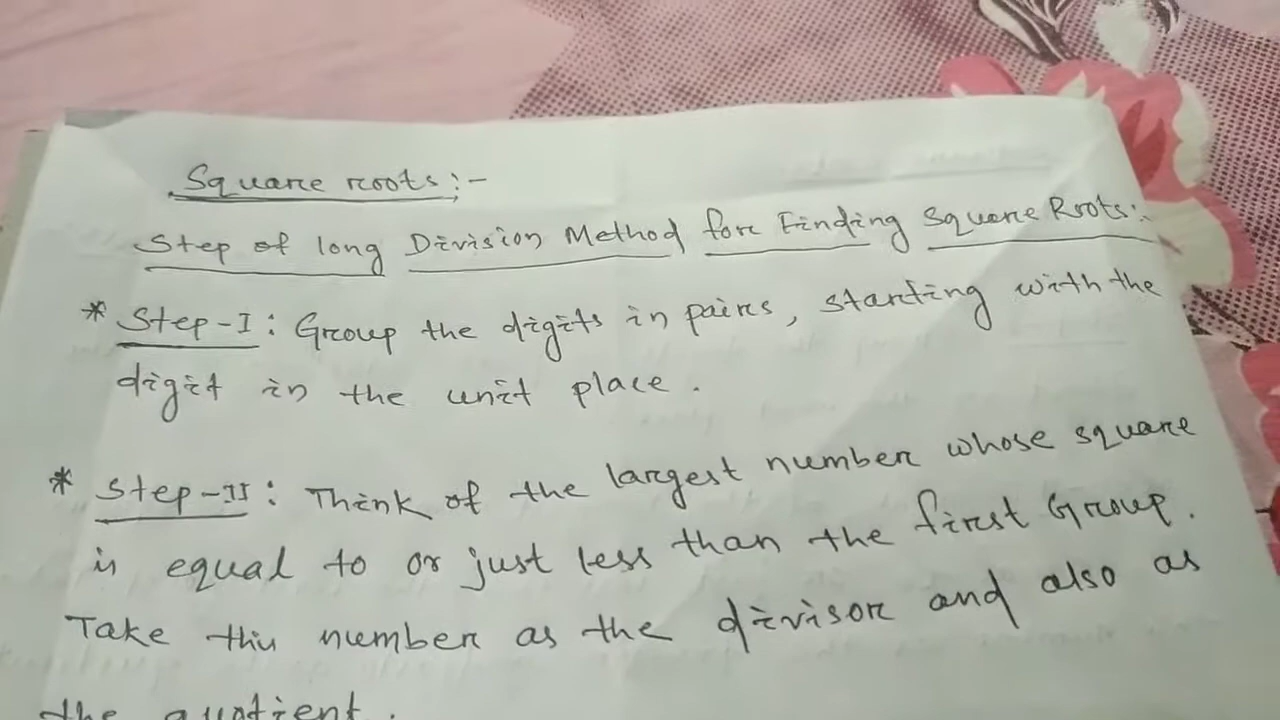 Square roots:-
Step of long Division Method for Finding Square Roots:-
* Step-I: Group the digits in pairs, starting with the
digit in the unit place.
* Step-II: Think of the largest number whose square
is equal to or just less than the first Group.
Take this number as the divisor and also as
the quotient.